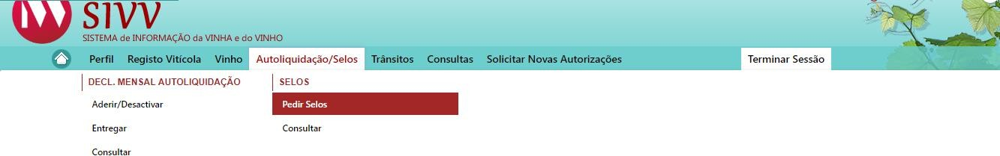 SIVV
SISTEMA de INFORMAÇÃO da VINHA e do VINHO
Perfil Registo Vitícola Vinho Autoliquidação/Selos Trânsitos Consultas Solicitar Novas Autorizações Terminar Sessão
DECL. MENSAL AUTOLIQUIDAÇÃO SELOS
Aderir/Desactivar Pedir Selos
Entregar Consultar
Consultar